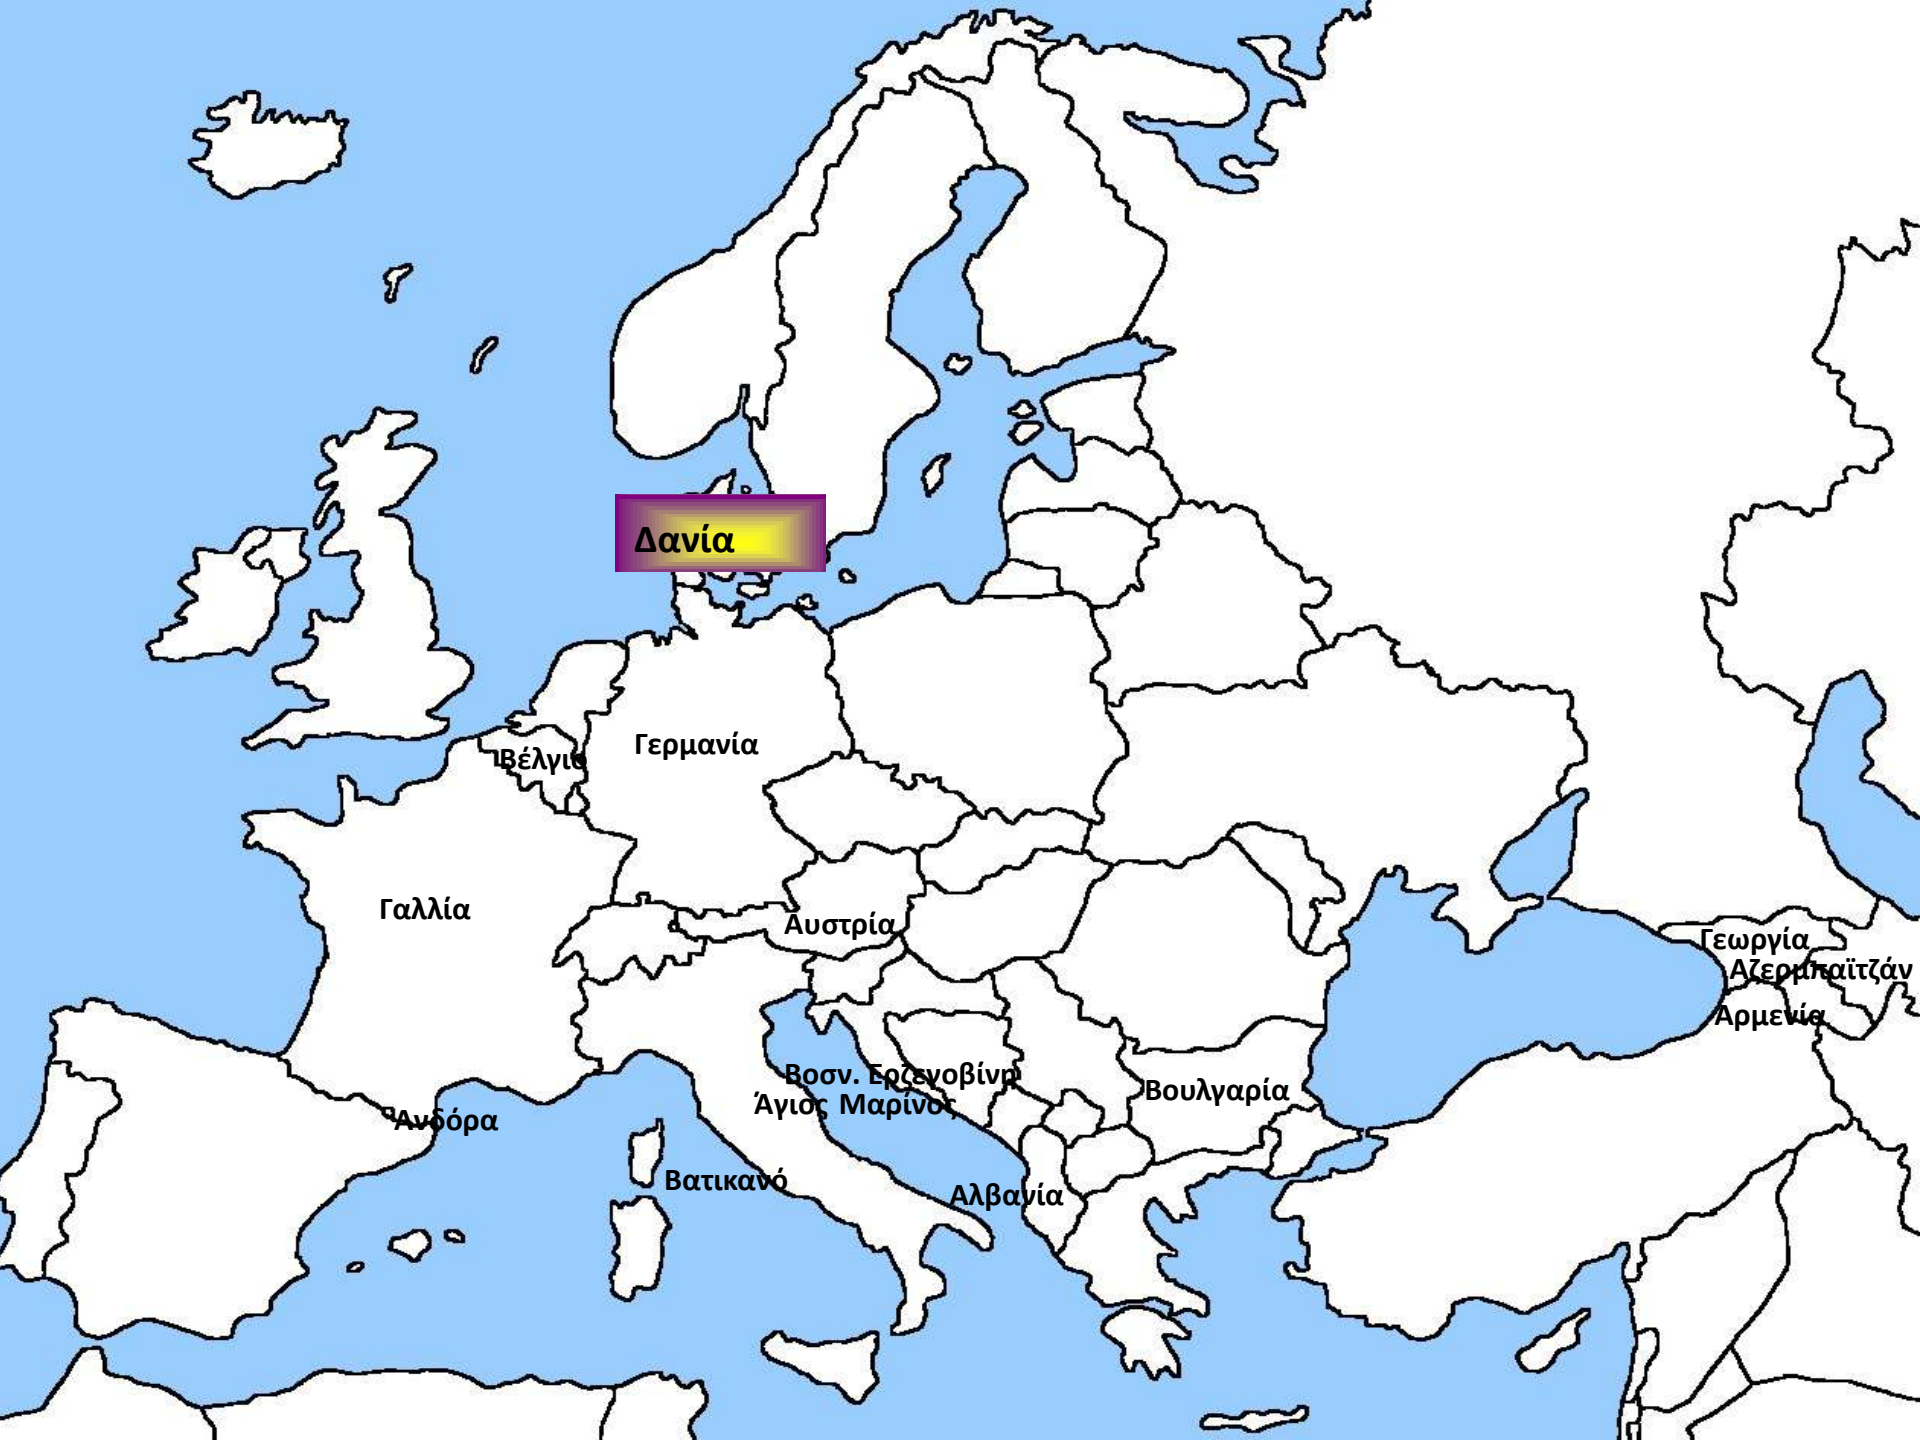 Δανία
Γερμανία
Βέλγιο
Γαλλία
Αυστρία
Γεωργία
Αζερμπαϊτζάν
Αρμενία
Βοσν. Ερζεγοβίνη
Βουλγαρία
Άγιος Μαρίνος
Ανδόρα
Βατικανό
Αλβανία